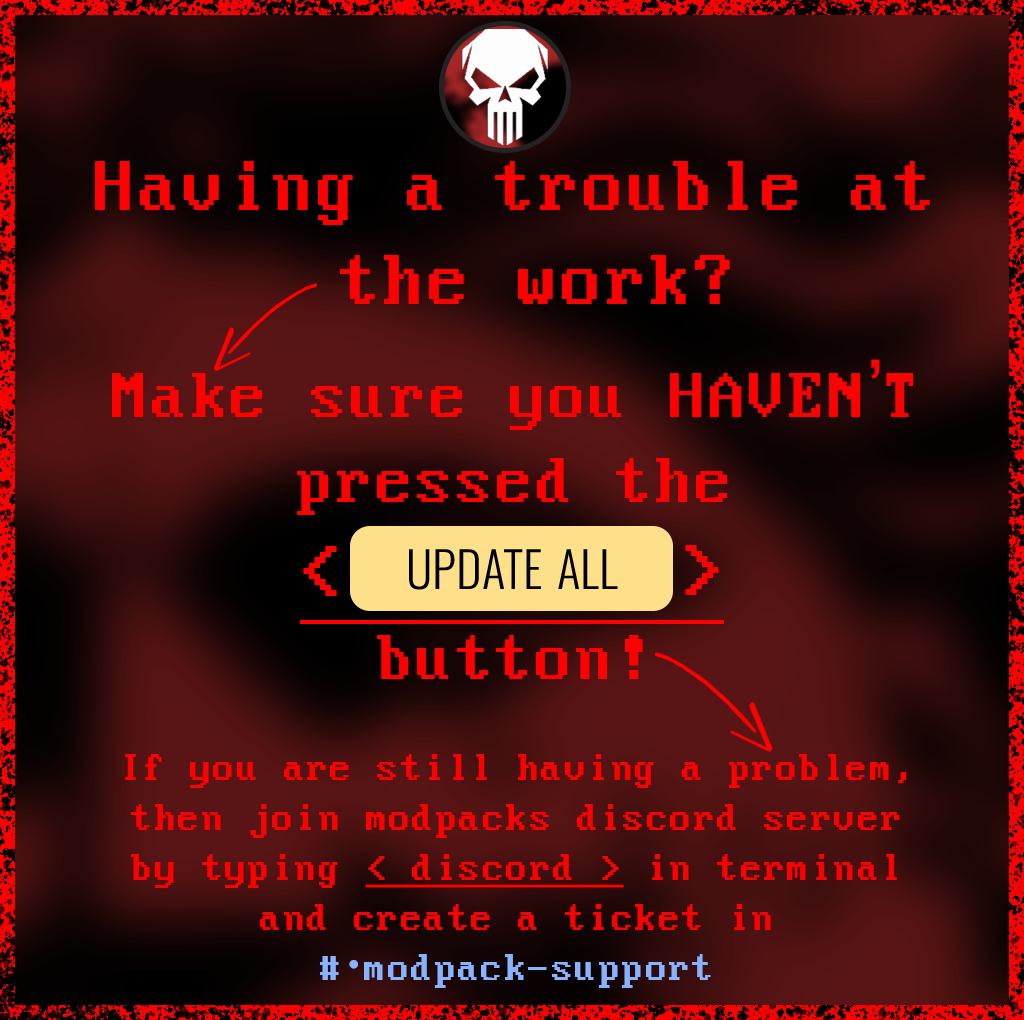 Having a trouble at
the work?
Make sure you HAVEN'T
pressed the
< UPDATE ALL >
button!
If you are still having a problem,
then join modpacks discord server
by typing < discord > in terminal
and create a ticket in
#•modpack-support